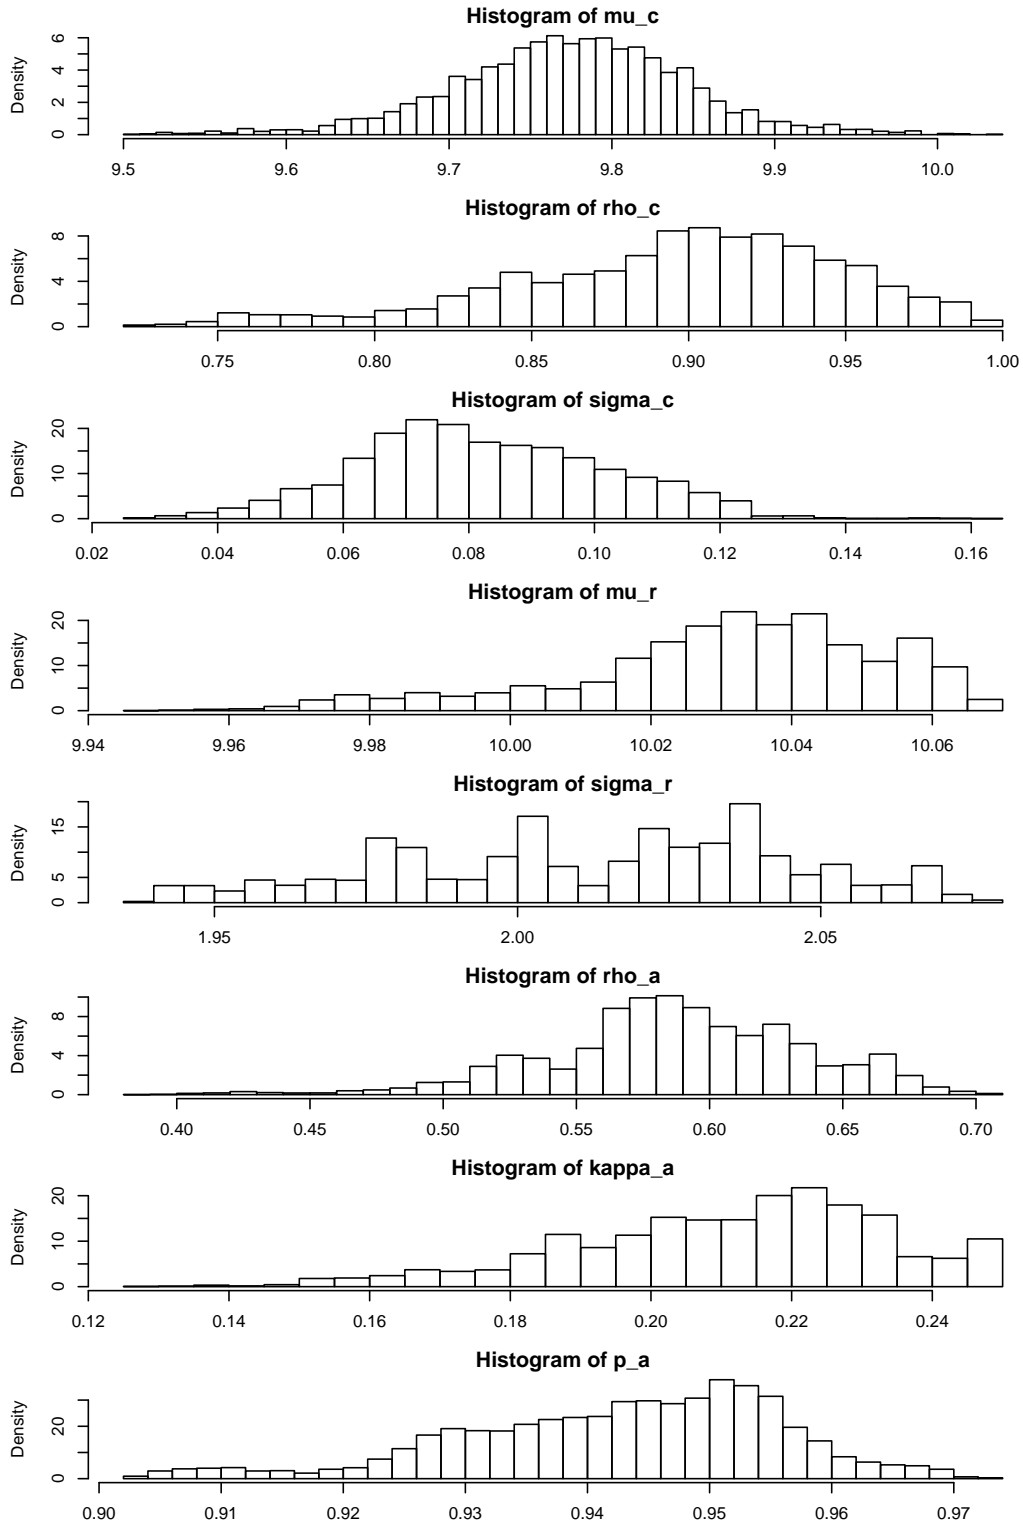 Histogram of mu_c
Density
0 2 4 6
9.5 9.6 9.7 9.8 9.9 10.0
Histogram of rho_c
Density
0 4 8
0.75 0.80 0.85 0.90 0.95 1.00
Histogram of sigma_c
Density
0 10 20
0.02 0.04 0.06 0.08 0.10 0.12 0.14 0.16
Histogram of mu_r
Density
0 10 20
9.94 9.96 9.98 10.00 10.02 10.04 10.06
Histogram of sigma_r
Density
0 5 15
1.95 2.00 2.05
Histogram of rho_a
Density
0 4 8
0.40 0.45 0.50 0.55 0.60 0.65 0.70
Histogram of kappa_a
Density
0 10 20
0.12 0.14 0.16 0.18 0.20 0.22 0.24
Histogram of p_a
Density
0 20
0.90 0.91 0.92 0.93 0.94 0.95 0.96 0.97